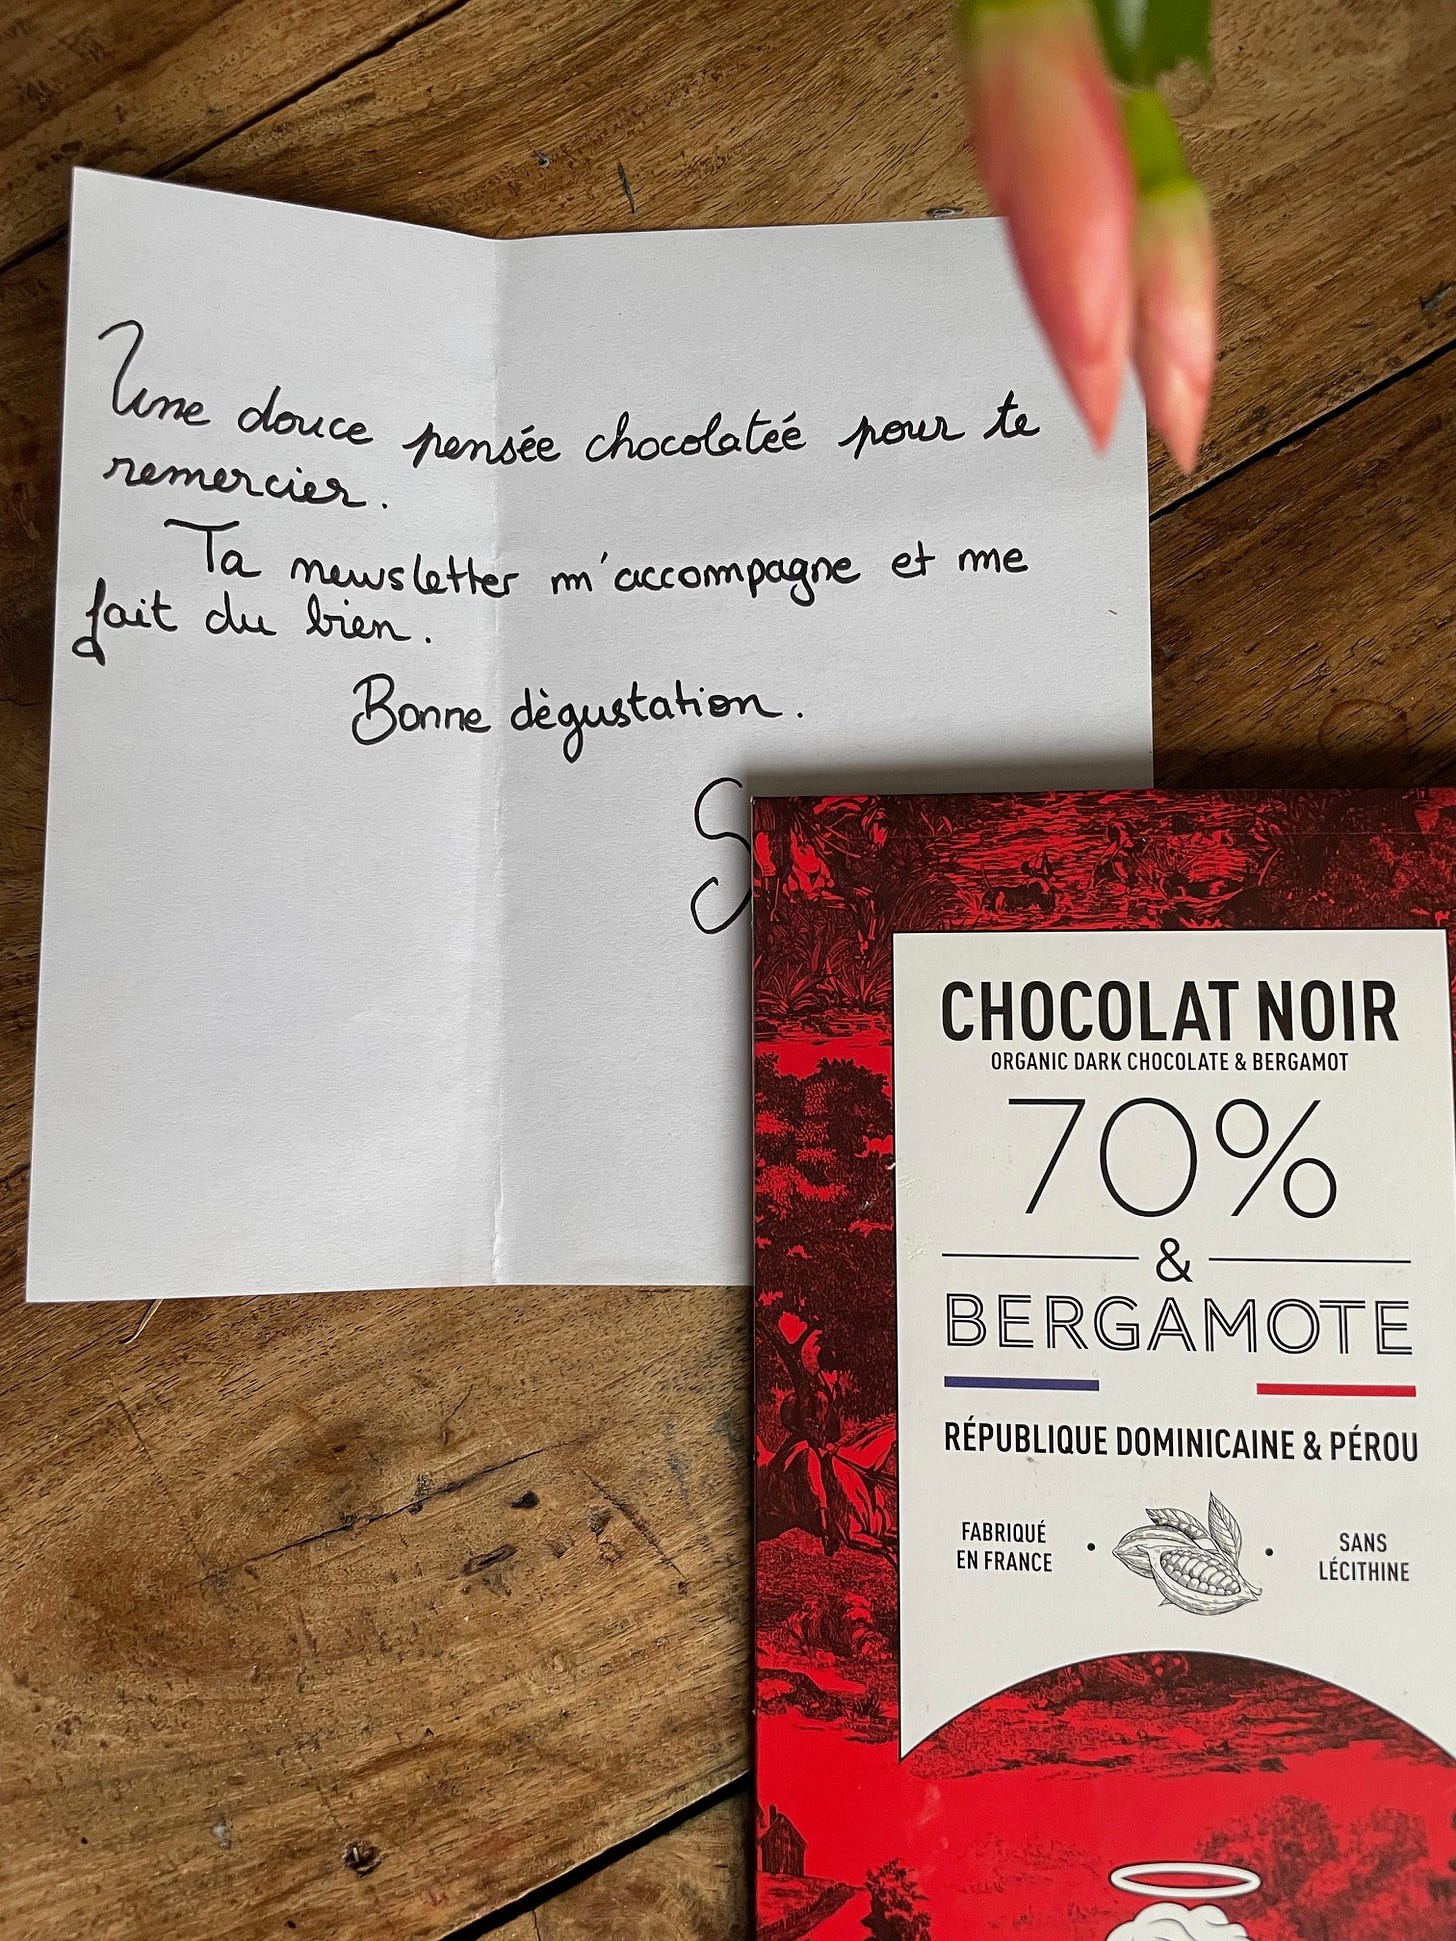 Une douce pensée chocolateé pour te
remercier.
Ta newsletter m'accompagne et me
fait du bien.
Bonne dègustation.
S
CHOCOLAT NOIR
ORGANIC DARK CHOCOLATE & BERGAMOT
70%
&
BERGAMOTE
RÉPUBLIQUE DOMINICAINE & PÉROU
FABRIQUÉ
EN FRANCE
SANS
LÉCITHINE